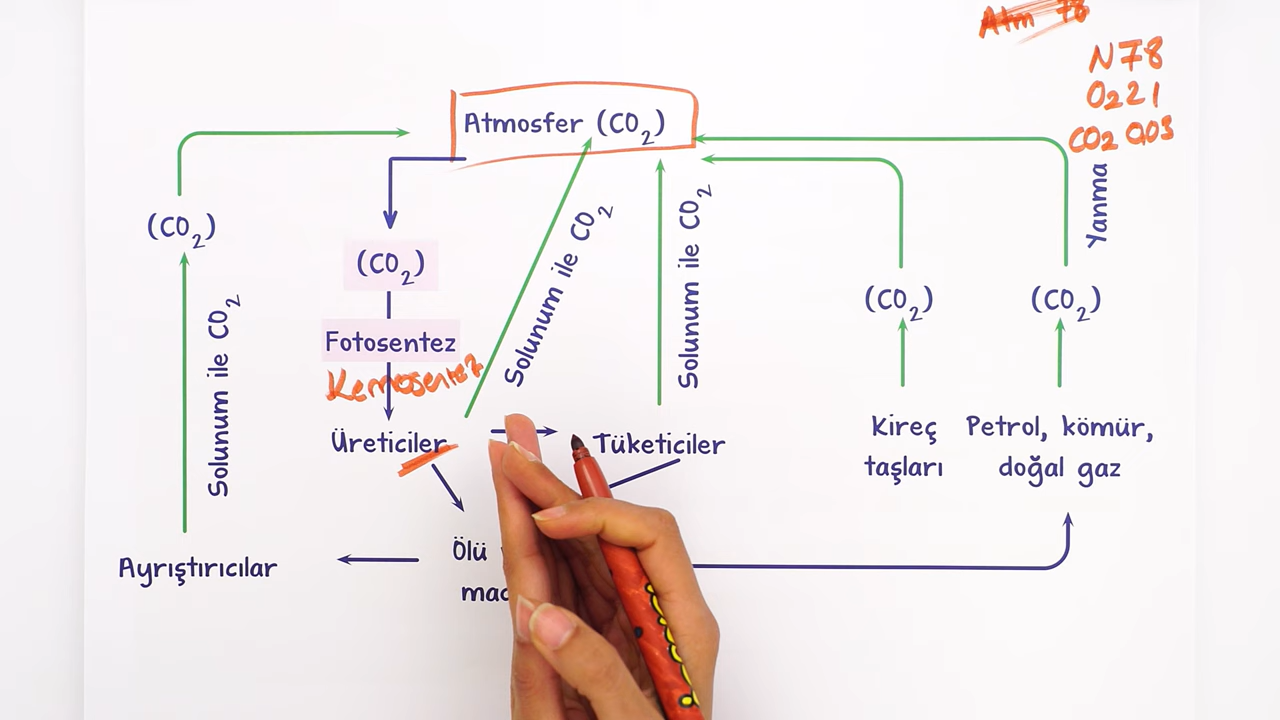 Atm 78
N 78
O2 21
CO2 0,03
Atmosfer (CO₂)
(CO₂)
Solunum ile CO₂
(CO₂)
Fotosentez
Kemosentez
Üreticiler
Solunum ile CO₂
Solunum ile CO₂
Tüketiciler
(CO₂)
Kireç
taşları
Yanma
(CO₂)
Petrol, kömür,
doğal gaz
Ölü
Ayrıştırıcılar